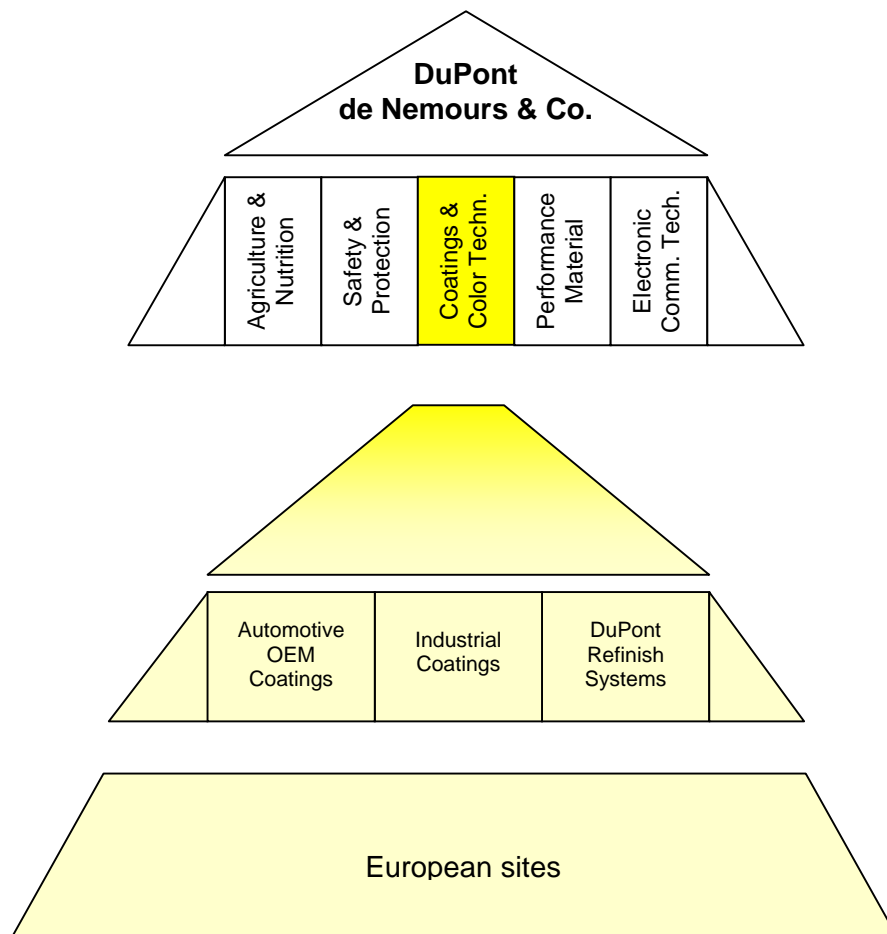 DuPont
de Nemours & Co.
Agriculture &
Nutrition
Safety &
Protection
Coatings &
Color Techn.
Performance
Material
Electronic
Comm. Tech.
Automotive
OEM
Coatings
Industrial
Coatings
DuPont
Refinish
Systems
European sites